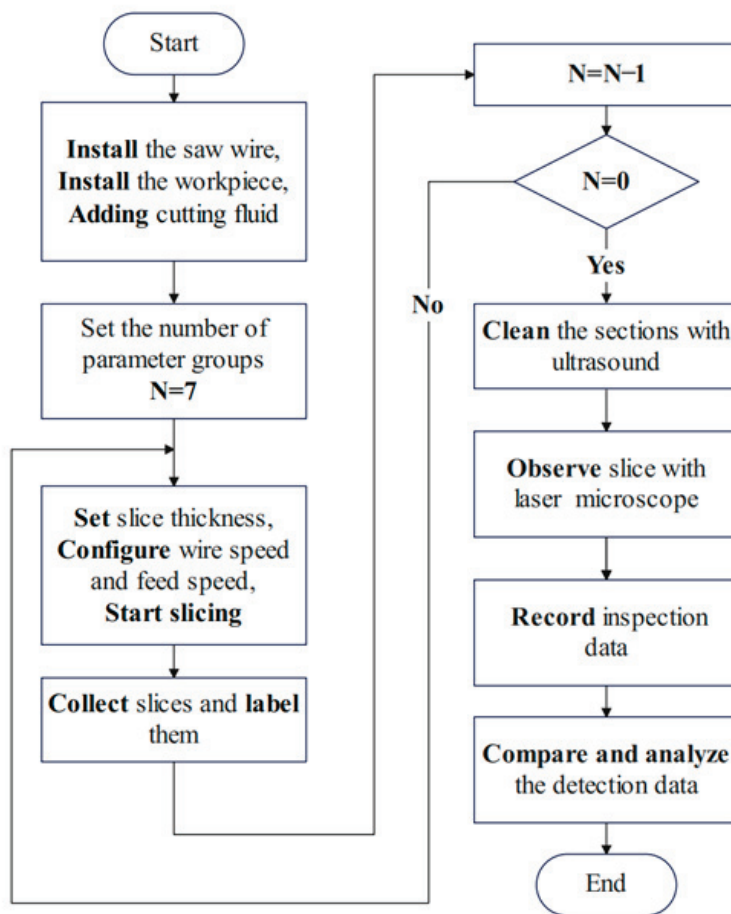 Start
Install the saw wire,
Install the workpiece,
Adding cutting fluid
Set the number of
parameter groups
N=7
Set slice thickness,
Configure wire speed
and feed speed,
Start slicing
Collect slices and label
them
N=N−1
N=0
Yes
No
Clean the sections with
ultrasound
Observe slice with
laser microscope
Record inspection
data
Compare and analyze
the detection data
End